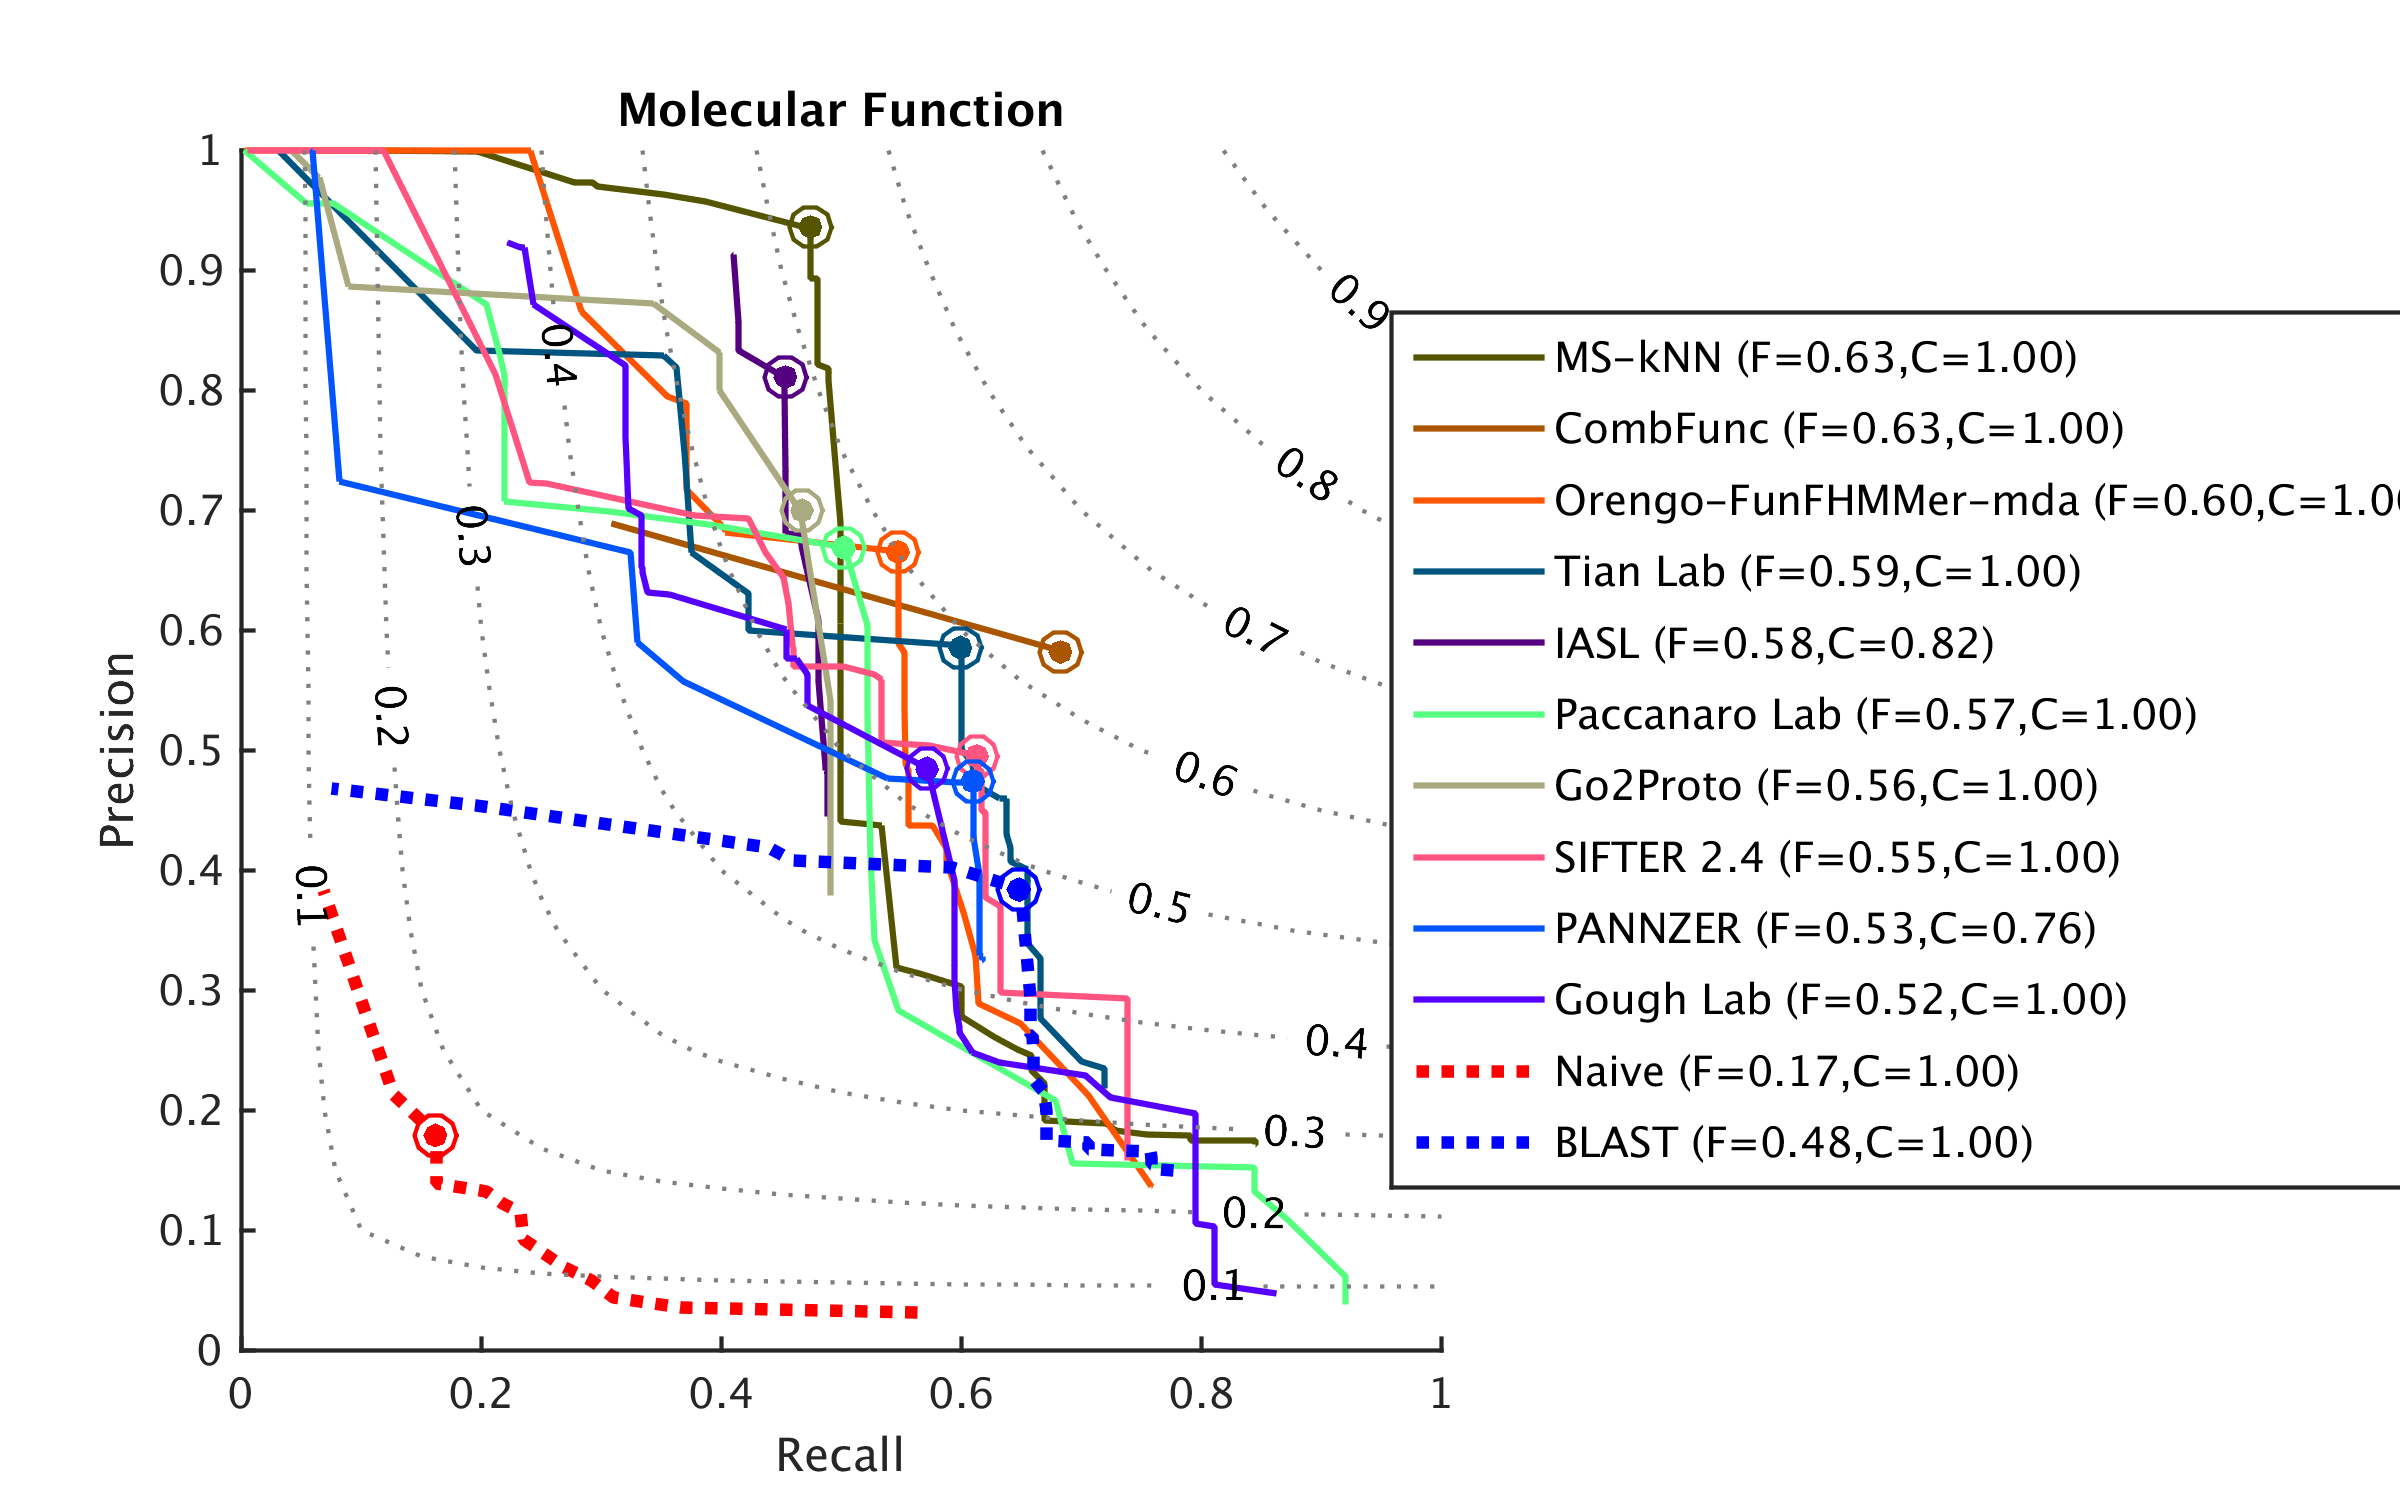 Molecular Function
Precision
1
0.9
0.8
0.7
0.6
0.5
0.4
0.3
0.2
0.1
0
0
0.2
0.4
0.6
0.8
1
Recall
0.1
0.2
0.3
0.4
0.9
0.8
0.7
0.6
0.5
0.4
0.3
0.2
0.1
MS-kNN (F=0.63,C=1.00)
CombFunc (F=0.63,C=1.00)
Orengo-FunFHMMer-mda (F=0.60,C=1.00
Tian Lab (F=0.59,C=1.00)
IASL (F=0.58,C=0.82)
Paccanaro Lab (F=0.57,C=1.00)
Go2Proto (F=0.56,C=1.00)
SIFTER 2.4 (F=0.55,C=1.00)
PANNZER (F=0.53,C=0.76)
Gough Lab (F=0.52,C=1.00)
Naive (F=0.17,C=1.00)
BLAST (F=0.48,C=1.00)